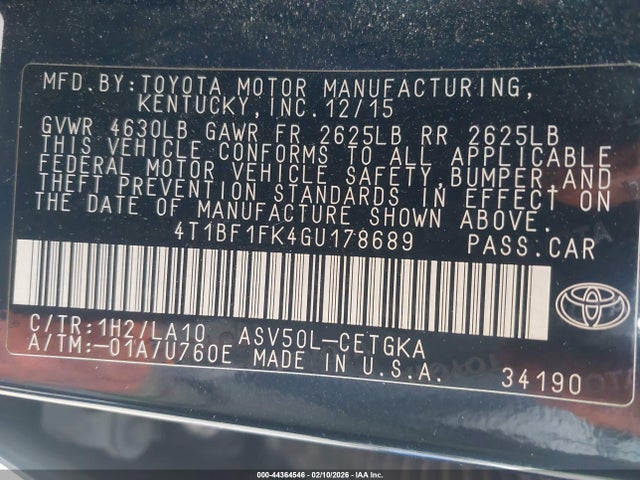 MFD.BY:TOYOTA MOTOR MANUFACTURING,
KENTUCKY,INC.12/15
GVWR 4630LB GAWR FR 2625LB RR 2625LB
THIS VEHICLE CONFORMS TO ALL APPLICABLE
FEDERAL MOTOR VEHICLE SAFETY,BUMPER,AND
THEFT PREVENTION STANDARDS IN EFFECT ON
THE DATE OF MANUFACTURE SHOWN ABOVE.
4T1BF1FK4GU178689 PASS.CAR
C/TR:1H2/LA10 ASV50L-CETGKA
A/TM:-01A/U760E MADE IN U.S.A. 34190
000-44364546 - 02/10/2026 - IAA Inc.